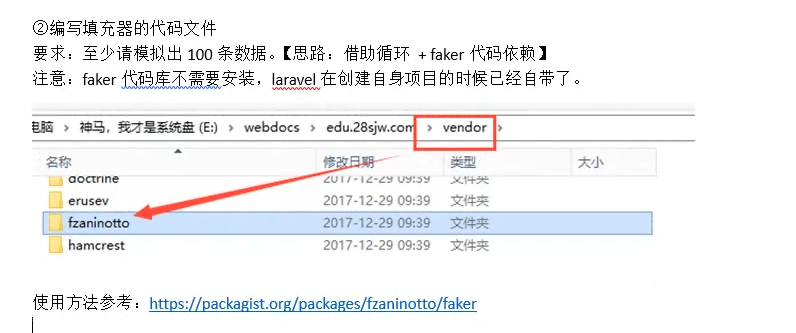 ②编写填充器的代码文件
要求：至少请模拟出 100 条数据。【思路：借助循环 + faker 代码依赖】
注意：faker 代码库不需要安装，laravel 在创建自身项目的时候已经自带了。
电脑 › 神马，我才是系统盘 (E:) › webdocs › edu.28sjw.com › vendor ›
名称 修改日期 类型 大小
doctrine 2017-12-29 09:39 文件夹
erusev 2017-12-29 09:39 文件夹
fzaninotto 2017-12-29 09:39 文件夹
hamcrest 2017-12-29 09:39 文件夹
使用方法参考：https://packagist.org/packages/fzaninotto/faker